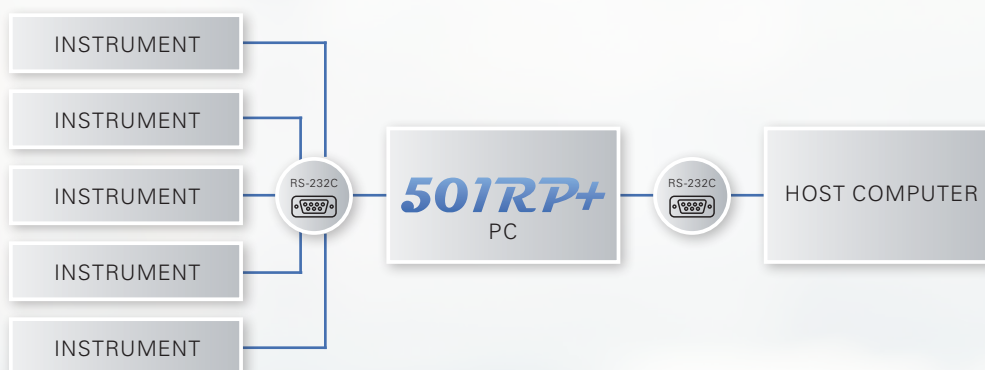 INSTRUMENT
INSTRUMENT
INSTRUMENT
INSTRUMENT
INSTRUMENT
RS-232C
501RP+
PC
RS-232C
HOST COMPUTER